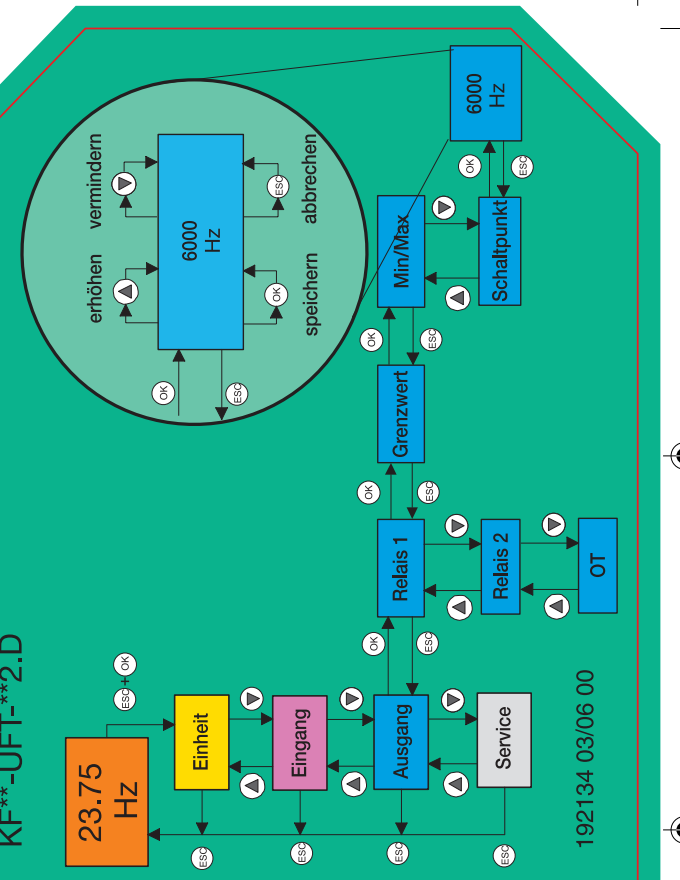 KF**-UFT-**2.D
23.75
Hz
ESC + OK
erhöhen vermindern
OK
6000
Hz
ESC
OK
ESC
speichern abbrechen
ESC
Einheit
ESC
Eingang
ESC
Ausgang
OK
ESC
Relais 1
OK
ESC
Grenzwert
OK
ESC
Min/Max
ESC
Service
Relais 2
Schaltpunkt
OK
ESC
6000
Hz
OT
192134 03/06 00